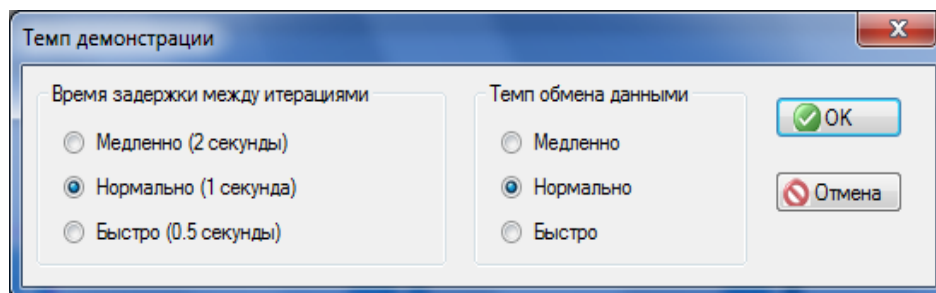 Темп демонстрации
Время задержки между итерациями
Медленно (2 секунды)
Нормально (1 секунда)
Быстро (0.5 секунды)
Темп обмена данными
Медленно
Нормально
Быстро
OK
Отмена